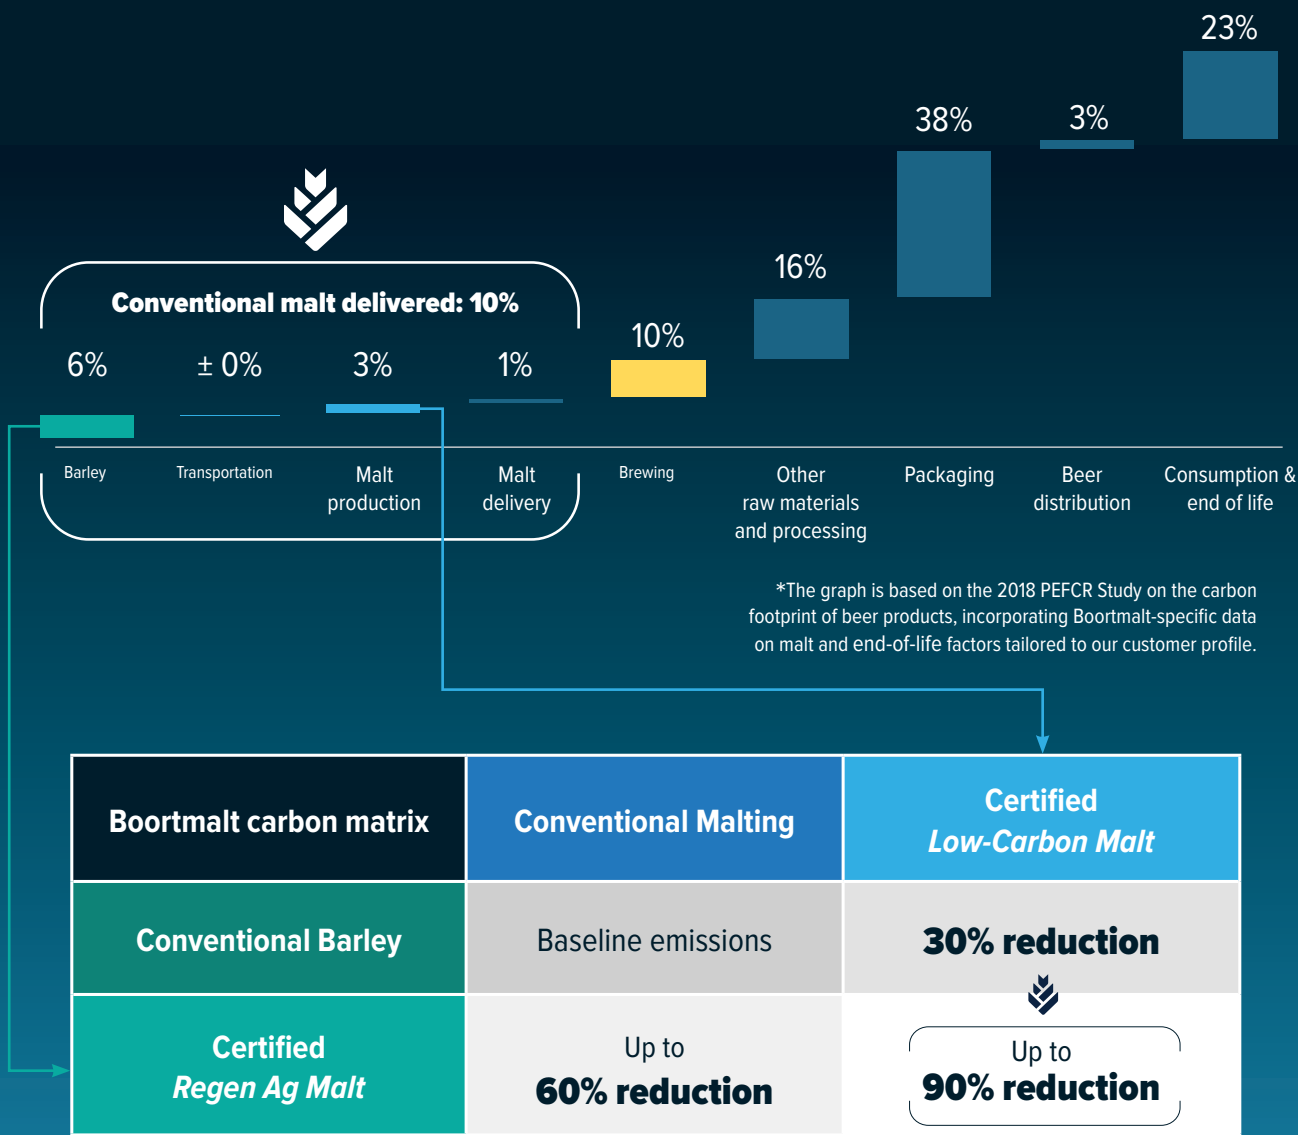 23%
38%
3%
16%
Conventional malt delivered: 10%
10%
6%
± 0%
3%
1%
Barley
Transportation
Malt
production
Malt
delivery
Brewing
Other
raw materials
and processing
Packaging
Beer
distribution
Consumption &
end of life
*The graph is based on the 2018 PEFCR Study on the carbon
footprint of beer products, incorporating Boortmalt-specific data
on malt and end-of-life factors tailored to our customer profile.
Boortmalt carbon matrix
Conventional Malting
Certified
Low-Carbon Malt
Conventional Barley
Baseline emissions
30% reduction
Certified
Regen Ag Malt
Up to
60% reduction
Up to
90% reduction